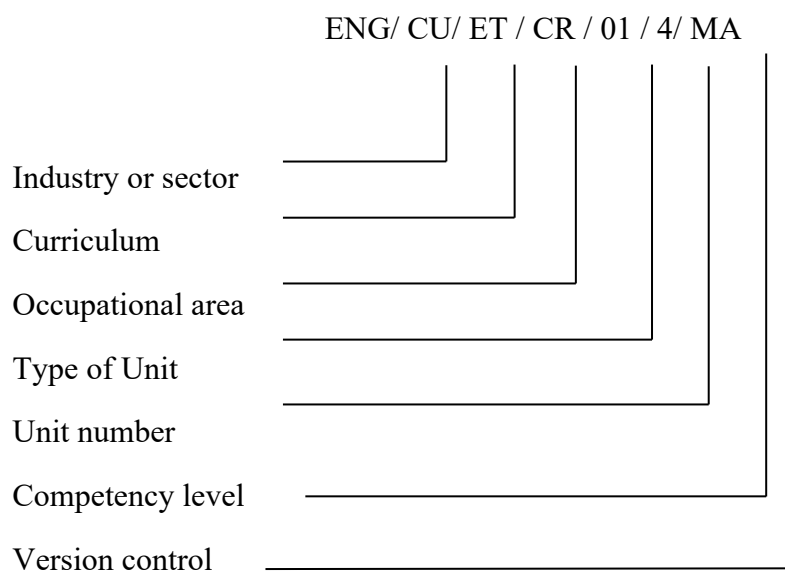 ENG/ CU/ ET / CR / 01 / 4/ MA
Industry or sector
Curriculum
Occupational area
Type of Unit
Unit number
Competency level
Version control